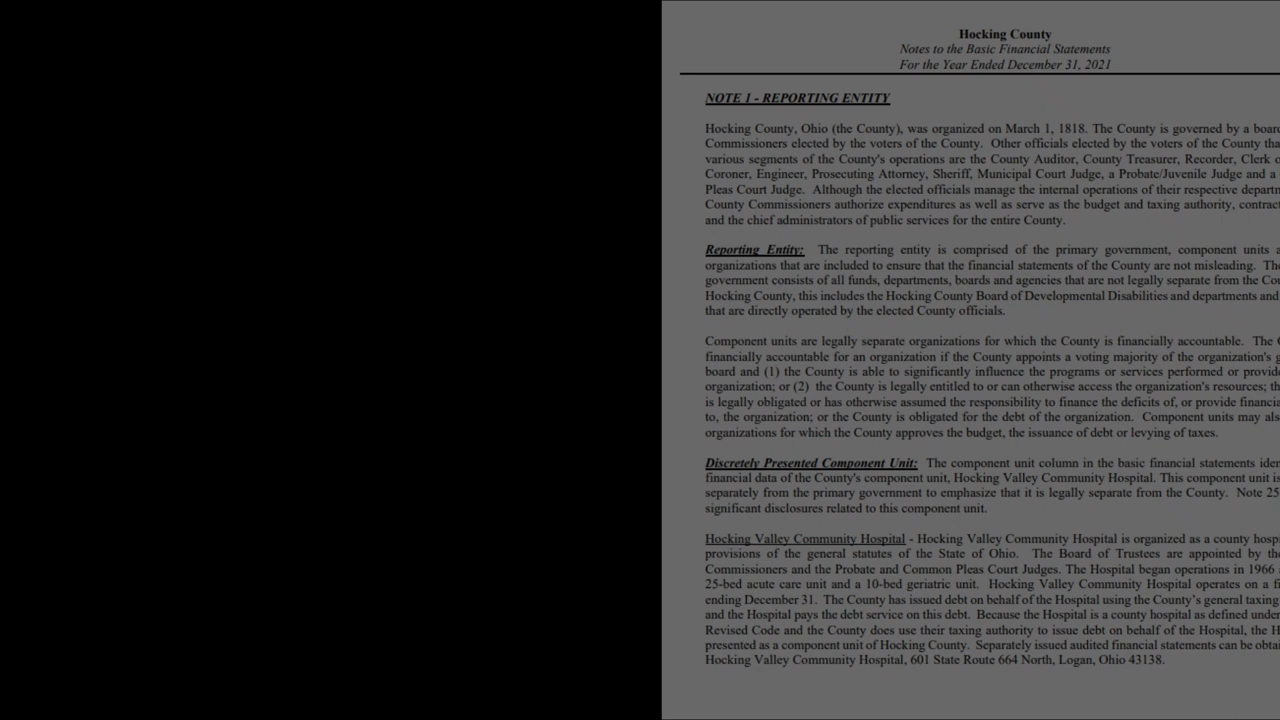 Hocking County
Notes to the Basic Financial Statements
For the Year Ended December 31, 2021
NOTE 1 - REPORTING ENTITY
Hocking County, Ohio (the County), was organized on March 1, 1818. The County is governed by a board
Commissioners elected by the voters of the County. Other officials elected by the voters of the County
various segments of the County's operations are the County Auditor, County Treasurer, Recorder, Clerk
Coroner, Engineer, Prosecuting Attorney, Sheriff, Municipal Court Judge, a Probate/Juvenile Judge and a
Pleas Court Judge. Although the elected officials manage the internal operations of their respective
County Commissioners authorize expenditures as well as serve as the budget and taxing authority,
and the chief administrators of public services for the entire County.
Reporting Entity: The reporting entity is comprised of the primary government, component units
organizations that are included to ensure that the financial statements of the County are not misleading.
government consists of all funds, departments, boards and agencies that are not legally separate from the
Hocking County, this includes the Hocking County Board of Developmental Disabilities and departments and
that are directly operated by the elected County officials.
Component units are legally separate organizations for which the County is financially accountable. The
financially accountable for an organization if the County appoints a voting majority of the organization's
board and (1) the County is able to significantly influence the programs or services performed or
organization; or (2) the County is legally entitled to or can otherwise access the organization's resources;
is legally obligated or has otherwise assumed the responsibility to finance the deficits of, or provide
to, the organization; or the County is obligated for the debt of the organization. Component units may
organizations for which the County approves the budget, the issuance of debt or levying of taxes.
Discretely Presented Component Unit: The component unit column in the basic financial statements
financial data of the County's component unit, Hocking Valley Community Hospital. This component unit is
separately from the primary government to emphasize that it is legally separate from the County. Note 25
significant disclosures related to this component unit.
Hocking Valley Community Hospital - Hocking Valley Community Hospital is organized as a county
provisions of the general statutes of the State of Ohio. The Board of Trustees are appointed by the
Commissioners and the Probate and Common Pleas Court Judges. The Hospital began operations in 1966
25-bed acute care unit and a 10-bed geriatric unit. Hocking Valley Community Hospital operates on a
ending December 31. The County has issued debt on behalf of the Hospital using the County’s general taxing
and the Hospital pays the debt service on this debt. Because the Hospital is a county hospital as defined under
Revised Code and the County does use their taxing authority to issue debt on behalf of the Hospital, the
presented as a component unit of Hocking County. Separately issued audited financial statements can be
Hocking Valley Community Hospital, 601 State Route 664 North, Logan, Ohio 43138.